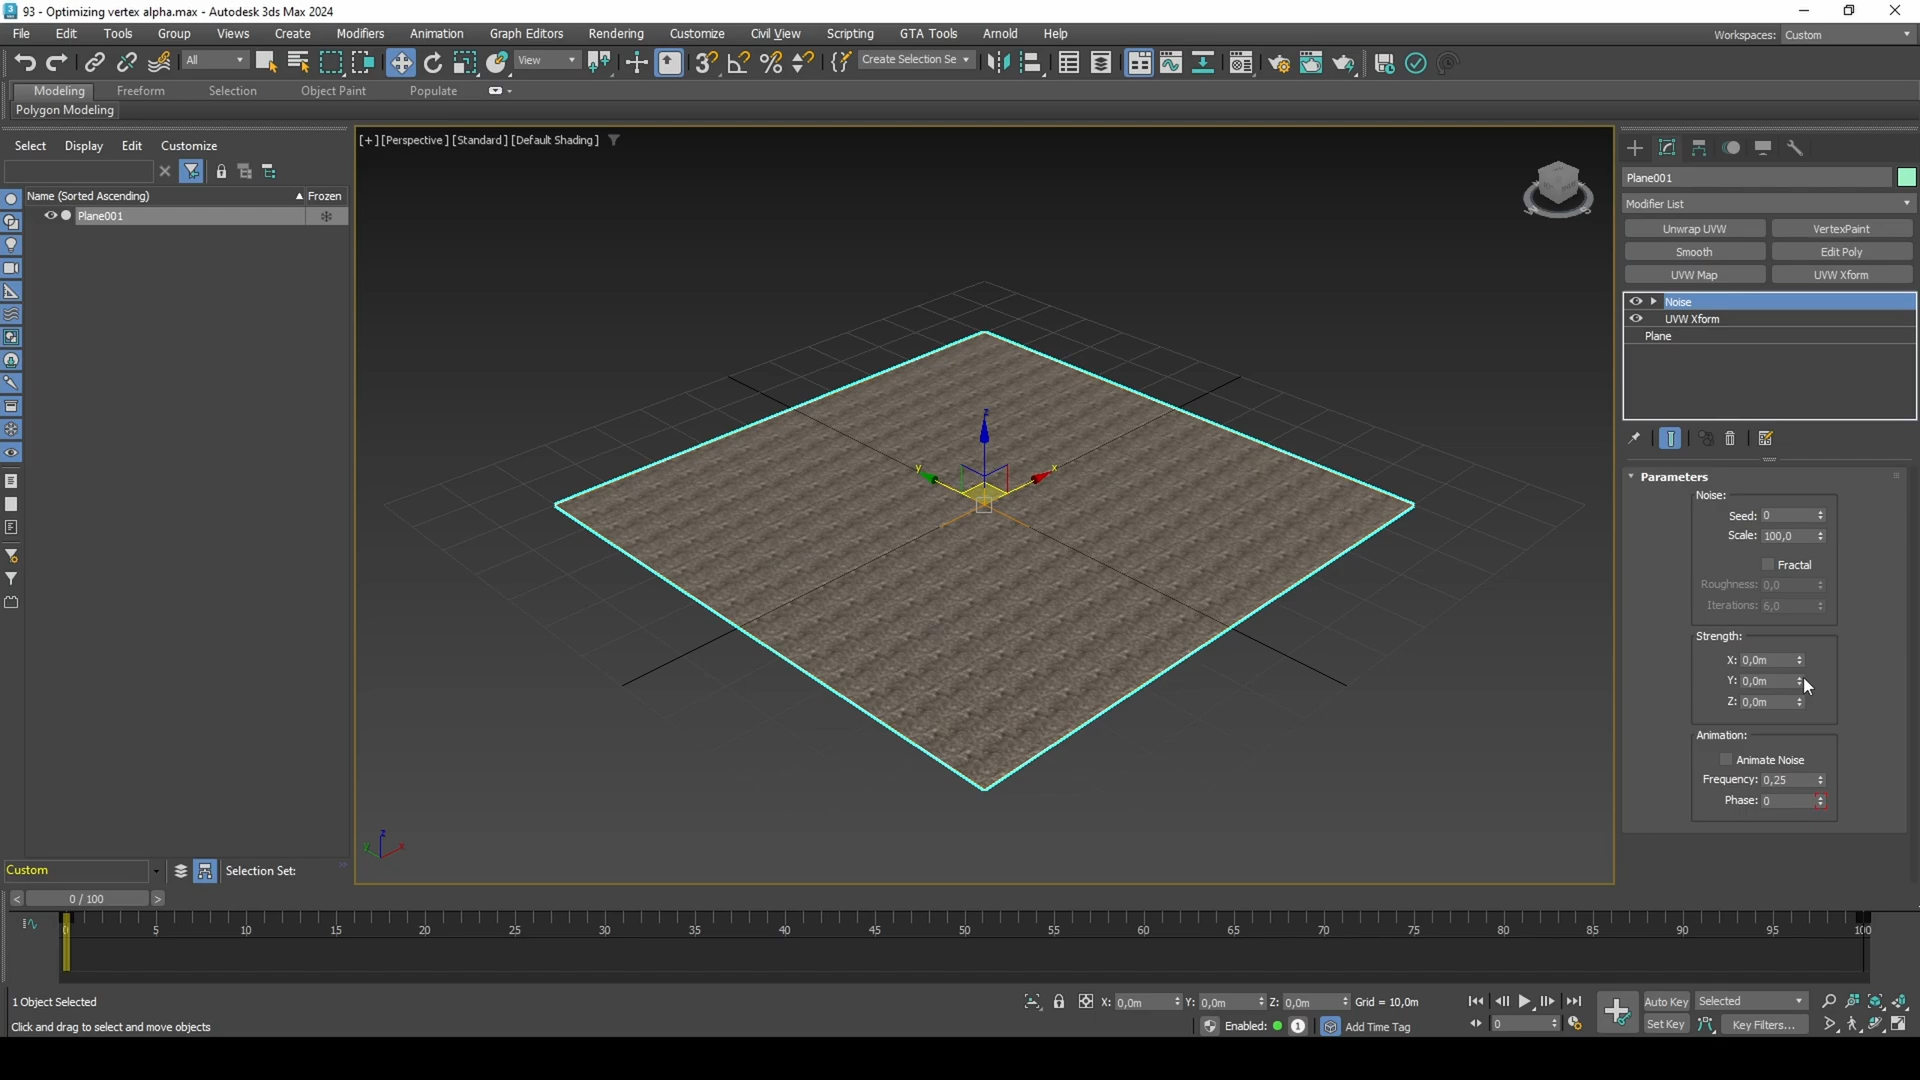 93 - Optimizing vertex alpha.max - Autodesk 3ds Max 2024
File Edit Tools Group Views Create Modifiers Animation Graph Editors Rendering Customize Civil View Scripting GTA Tools Arnold Help Workspaces: Custom
All View Create Selection Se
Modeling Freeform Selection Object Paint Populate
Polygon Modeling
Select Display Edit Customize
Name (Sorted Ascending) Frozen
Plane001
[+] [Perspective] [Standard] [Default Shading]
z
y x
z
y x
Plane001
Modifier List
Unwrap UVW VertexPaint
Smooth Edit Poly
UVW Map UVW Xform
Noise
UVW Xform
Plane
Parameters
Noise:
Seed: 0
Scale: 100,0
Fractal
Roughness: 0,0
Iterations: 6,0
Strength:
X: 0,0m
Y: 0,0m
Z: 0,0m
Animation:
Animate Noise
Frequency: 0,25
Phase: 0
Custom Selection Set:
< 0 / 100 >
0 5 10 15 20 25 30 35 40 45 50 55 60 65 70 75 80 85 90 95 100
1 Object Selected X: 0,0m Y: 0,0m Z: 0,0m Grid = 10,0m Auto Key Selected
Click and drag to select and move objects Enabled: 1 Add Time Tag 0 Set Key Key Filters...